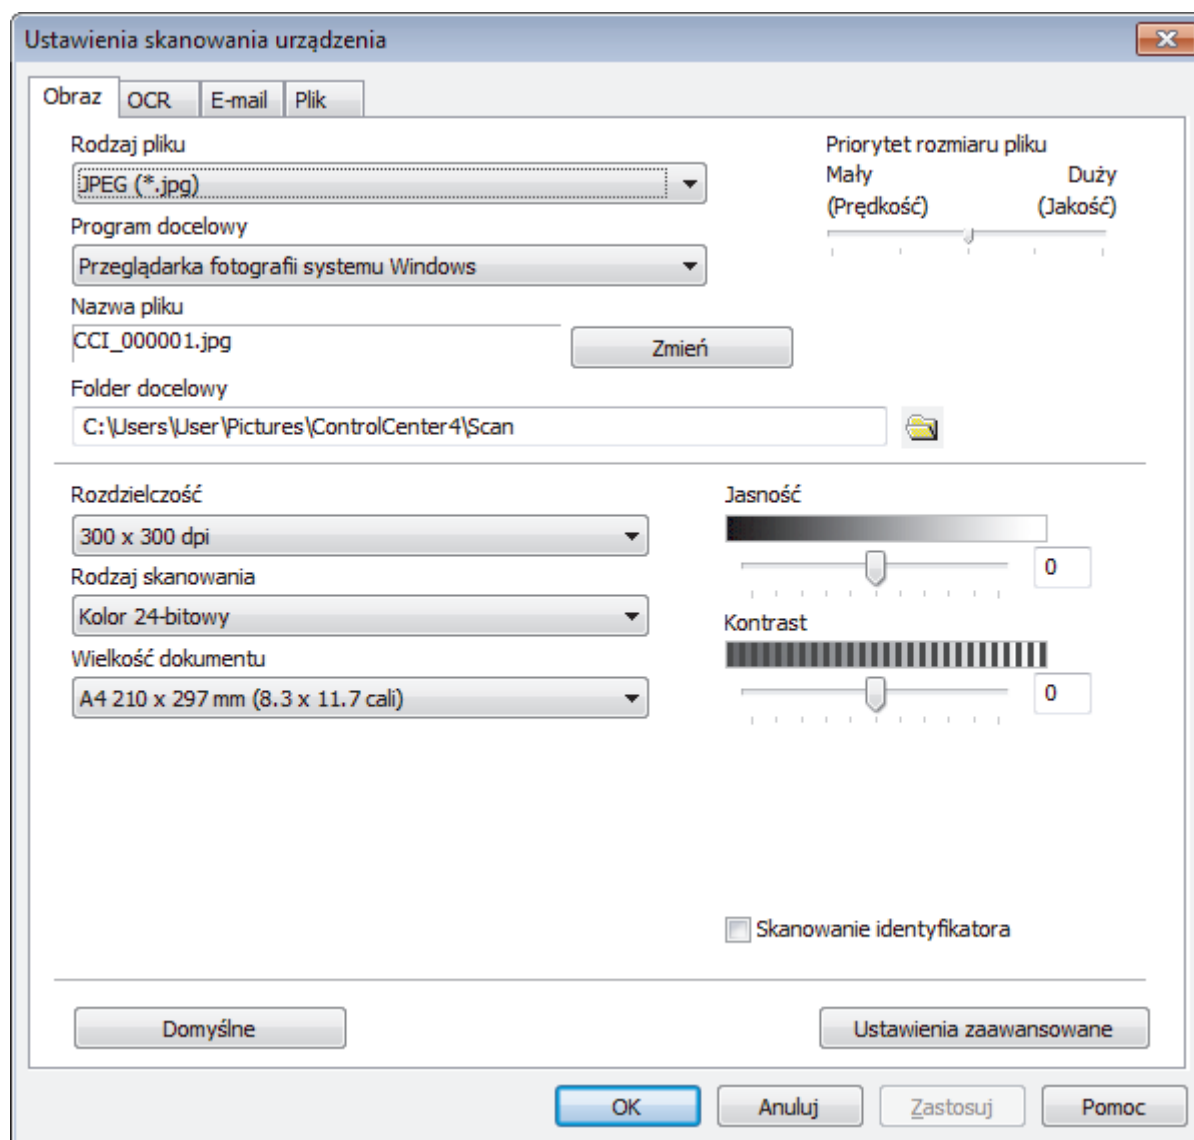 Ustawienia skanowania urządzenia
Obraz OCR E-mail Plik
Rodzaj pliku
JPEG (*.jpg)
Program docelowy
Przeglądarka fotografii systemu Windows
Nazwa pliku
CCI_000001.jpg
Zmień
Folder docelowy
C:\Users\User\Pictures\ControlCenter4\Scan
Priorytet rozmiaru pliku
Mały Duży
(Prędkość) (Jakość)
Rozdzielczość
300 x 300 dpi
Rodzaj skanowania
Kolor 24-bitowy
Wielkość dokumentu
A4 210 x 297 mm (8.3 x 11.7 cali)
Jasność
0
Kontrast
0
Skanowanie identyfikatora
Domyślne
Ustawienia zaawansowane
OK Anuluj Zastosuj Pomoc